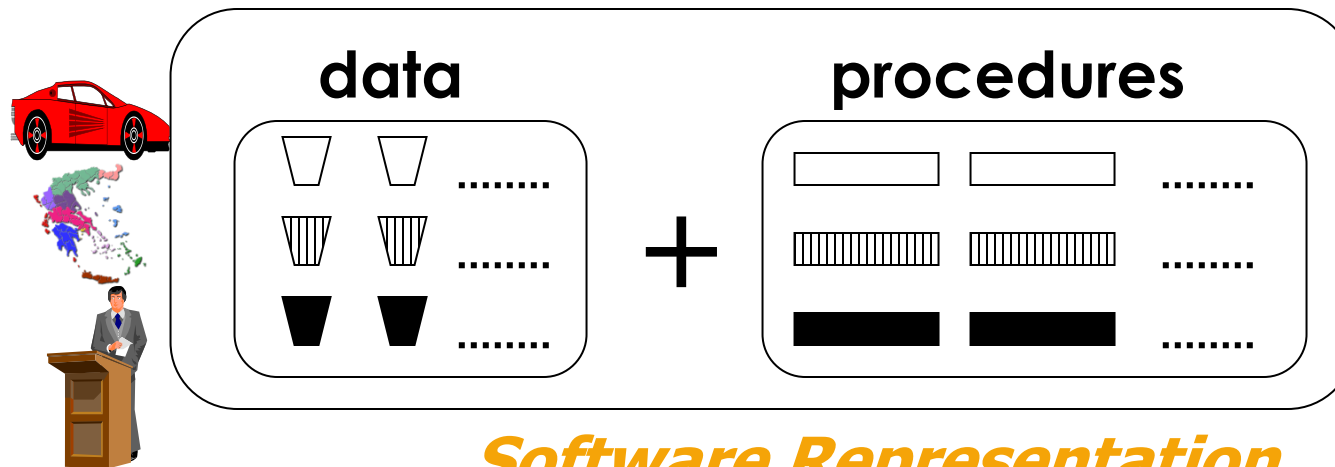 data procedures
........ ........
+
........ ........
........ ........
Software Representation